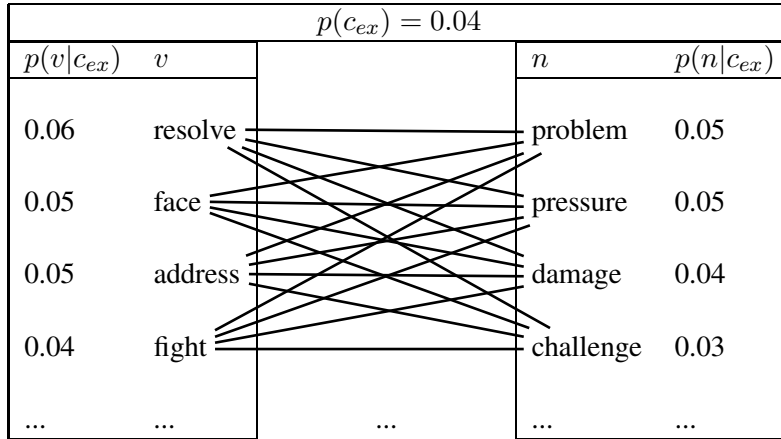 p(c_ex) = 0.04
p(v|c_ex) v n p(n|c_ex)
0.06 resolve problem 0.05
0.05 face pressure 0.05
0.05 address damage 0.04
0.04 fight challenge 0.03
... ... ... ... ...